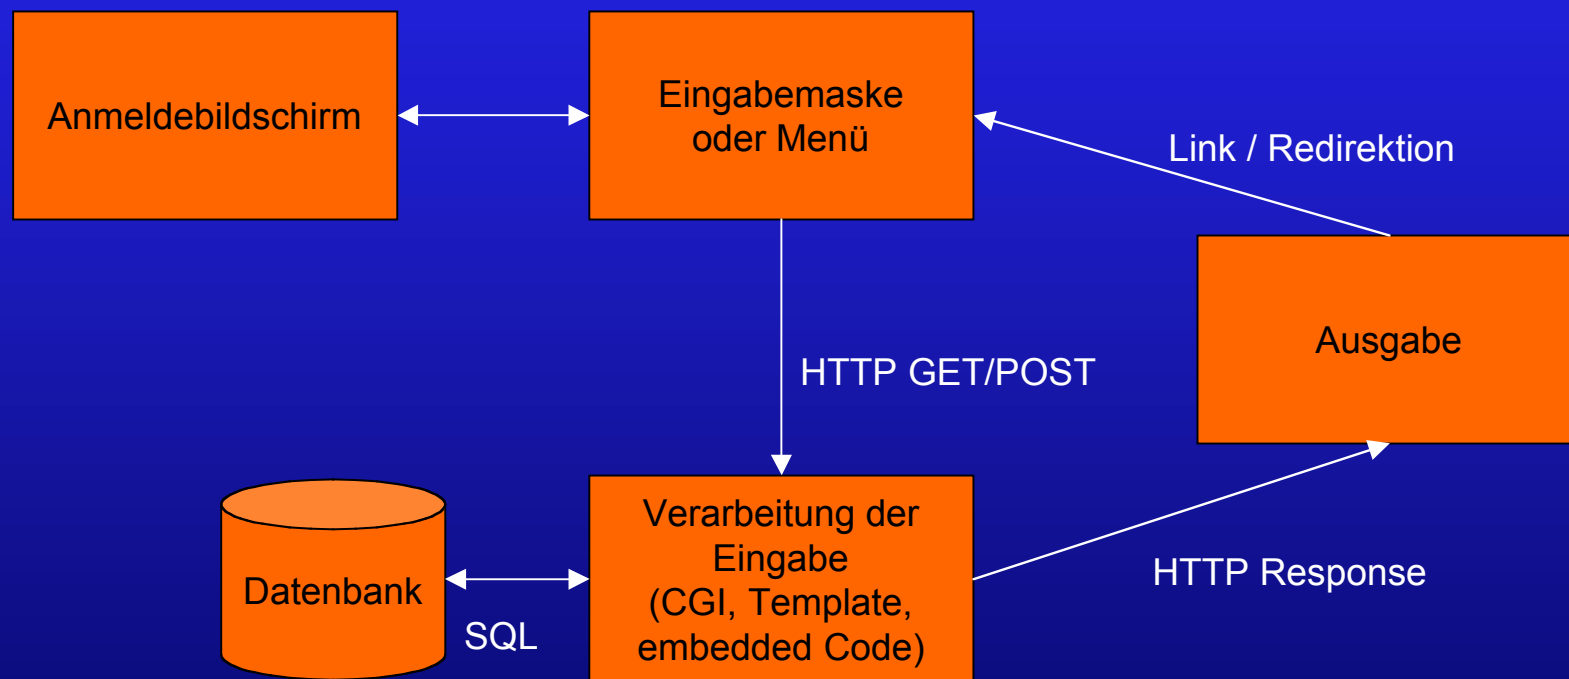 Anmeldebildschirm
Eingabemaske
oder Menü
Link / Redirektion
Ausgabe
HTTP GET/POST
Verarbeitung der
Eingabe
(CGI, Template,
embedded Code)
HTTP Response
Datenbank
SQL